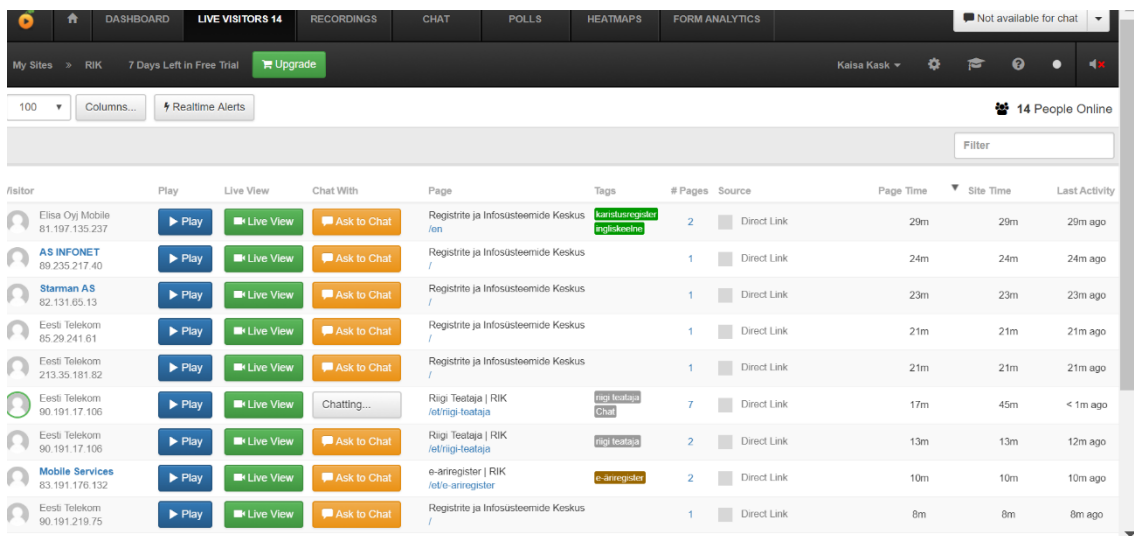 DASHBOARD LIVE VISITORS 14 RECORDINGS CHAT POLLS HEATMAPS FORM ANALYTICS Not available for chat
My Sites » RIK 7 Days Left in Free Trial Upgrade Kaisa Kask
100 Columns... Realtime Alerts 14 People Online
Filter
Visitor Play Live View Chat With Page Tags # Pages Source Page Time Site Time Last Activity
Elisa Oyj Mobile Registrite ja Infosüsteemide Keskus karistusregister
81.197.135.237 Play Live View Ask to Chat /en ingliskeelne 2 Direct Link 29m 29m 29m ago
AS INFONET Registrite ja Infosüsteemide Keskus
89.235.217.40 Play Live View Ask to Chat / 1 Direct Link 24m 24m 24m ago
Starman AS Registrite ja Infosüsteemide Keskus
82.131.65.13 Play Live View Ask to Chat / 1 Direct Link 23m 23m 23m ago
Eesti Telekom Registrite ja Infosüsteemide Keskus
85.29.241.61 Play Live View Ask to Chat / 1 Direct Link 21m 21m 21m ago
Eesti Telekom Registrite ja Infosüsteemide Keskus
213.35.181.82 Play Live View Ask to Chat / 1 Direct Link 21m 21m 21m ago
Eesti Telekom Riigi Teataja | RIK riigi teataja
90.191.17.106 Play Live View Chatting... /et/riigi-teataja Chat 7 Direct Link 17m 45m < 1m ago
Eesti Telekom Riigi Teataja | RIK riigi teataja
90.191.17.106 Play Live View Ask to Chat /et/riigi-teataja 2 Direct Link 13m 13m 12m ago
Mobile Services e-äriregister | RIK e-äriregister
83.191.176.132 Play Live View Ask to Chat /et/e-ariregister 2 Direct Link 10m 10m 10m ago
Eesti Telekom Registrite ja Infosüsteemide Keskus
90.191.219.75 Play Live View Ask to Chat / 1 Direct Link 8m 8m 8m ago